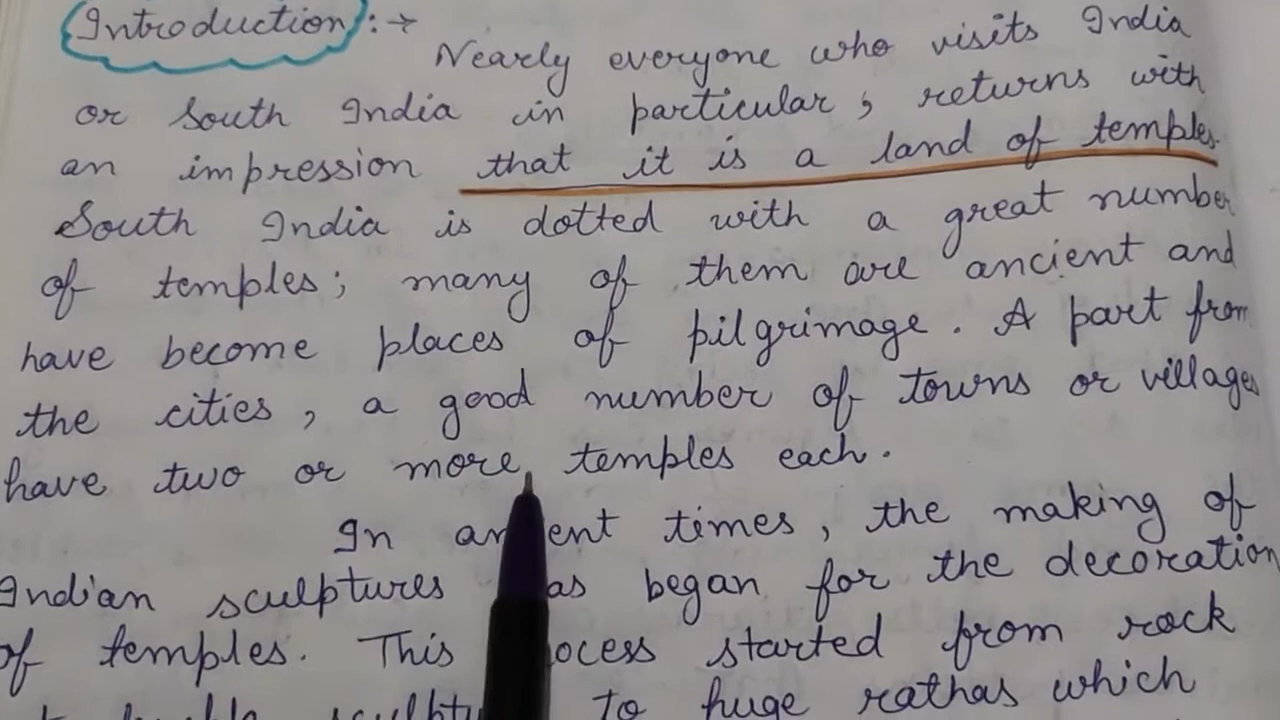 Introduction :→ Nearly everyone who visits India
or South India in particular, returns with
an impression that it is a land of temples.
South India is dotted with a great number
of temples; many of them are ancient and
have become places of pilgrimage. A part from
the cities, a good number of towns or villages
have two or more temples each.
In times, the making of
Indian sculptures began for the decoration
of temples. This started from rock
to huge rathas which